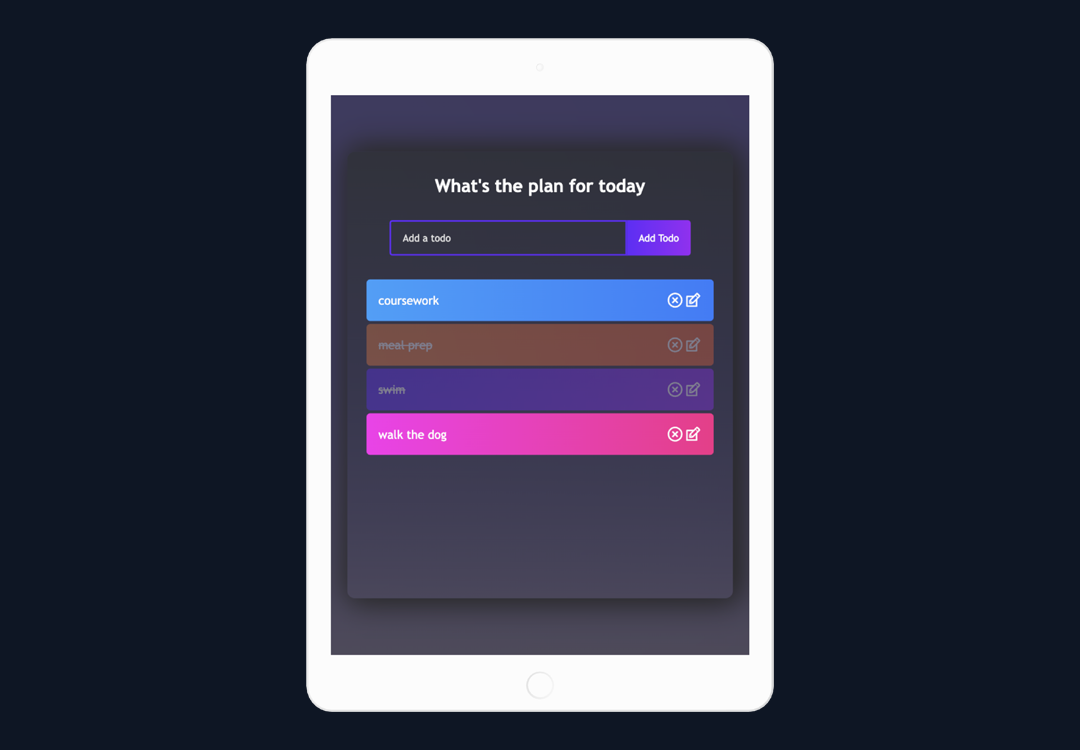 What's the plan for today
Add a todo
Add Todo
coursework
meal prep
swim
walk the dog